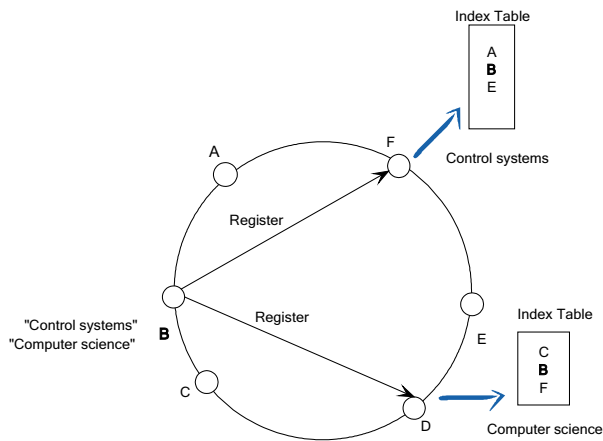 Index Table
A
B
E
Control systems
F
A
Register
Register
"Control systems"
"Computer science"
B
C
D
E
Index Table
C
B
F
Computer science